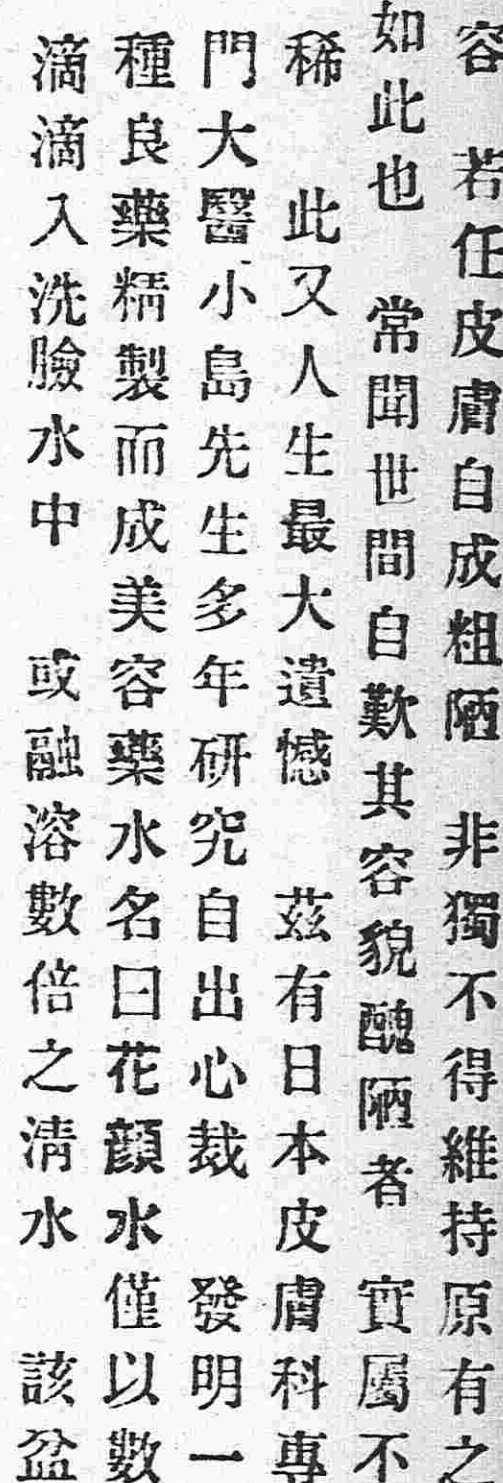 容　若任皮膚自成粗陋　非獨不得維持原有之
如此也　常聞世間自歎其容貌醜陋者　實屬不
稀　此又人生最大遺憾　茲有日本皮膚科專
門大醫小島先生多年研究自出心裁　發明一
種良藥精製而成美容藥水名曰花顏水僅以數
滴滴入洗臉水中　或融溶數倍之清水　該盆